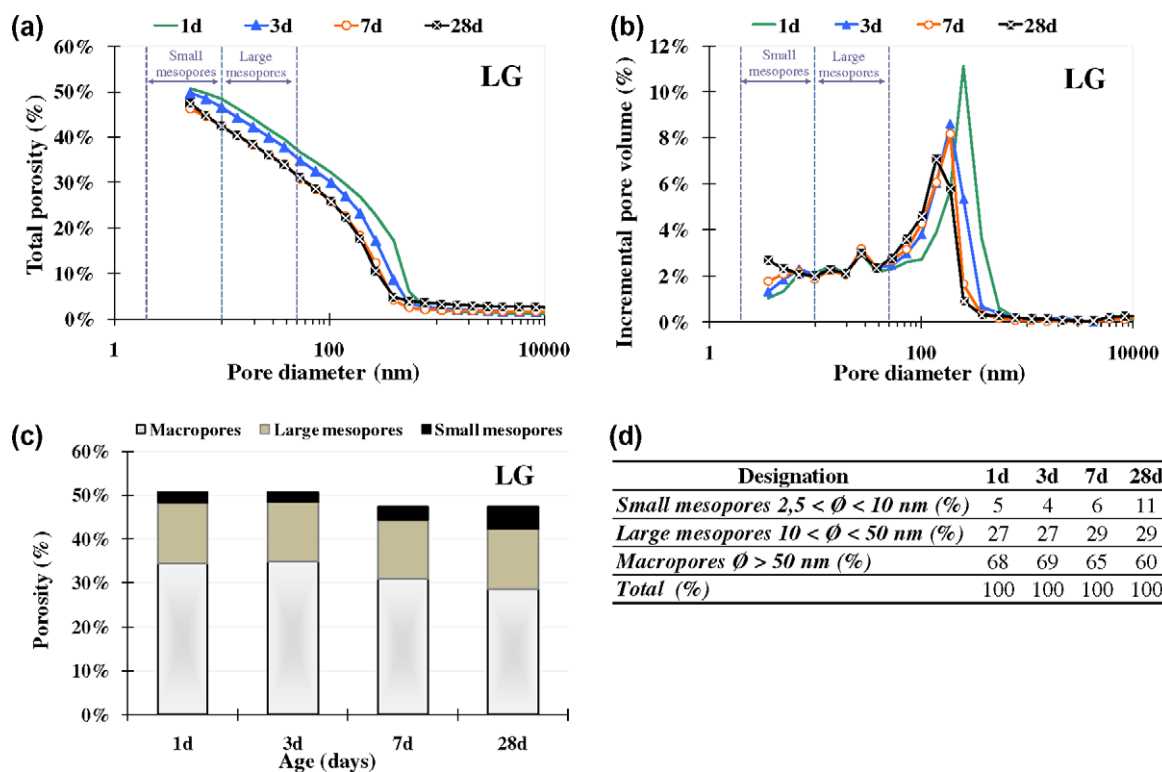 (a)
1d 3d 7d 28d
60%
50%
40%
30%
20%
10%
0%
Total porosity (%)
Small mesopores
Large mesopores
LG
1 100 10000
Pore diameter (nm)
(b)
1d 3d 7d 28d
12%
10%
8%
6%
4%
2%
0%
Incremental pore volume (%)
Small mesopores
Large mesopores
LG
1 100 10000
Pore diameter (nm)
(c)
Macropores Large mesopores Small mesopores
60%
50%
40%
30%
20%
10%
0%
Porosity (%)
LG
1d 3d 7d 28d
Age (days)
(d)
Designation 1d 3d 7d 28d
Small mesopores 2,5 < Ø < 10 nm (%) 5 4 6 11
Large mesopores 10 < Ø < 50 nm (%) 27 27 29 29
Macropores Ø > 50 nm (%) 68 69 65 60
Total (%) 100 100 100 100